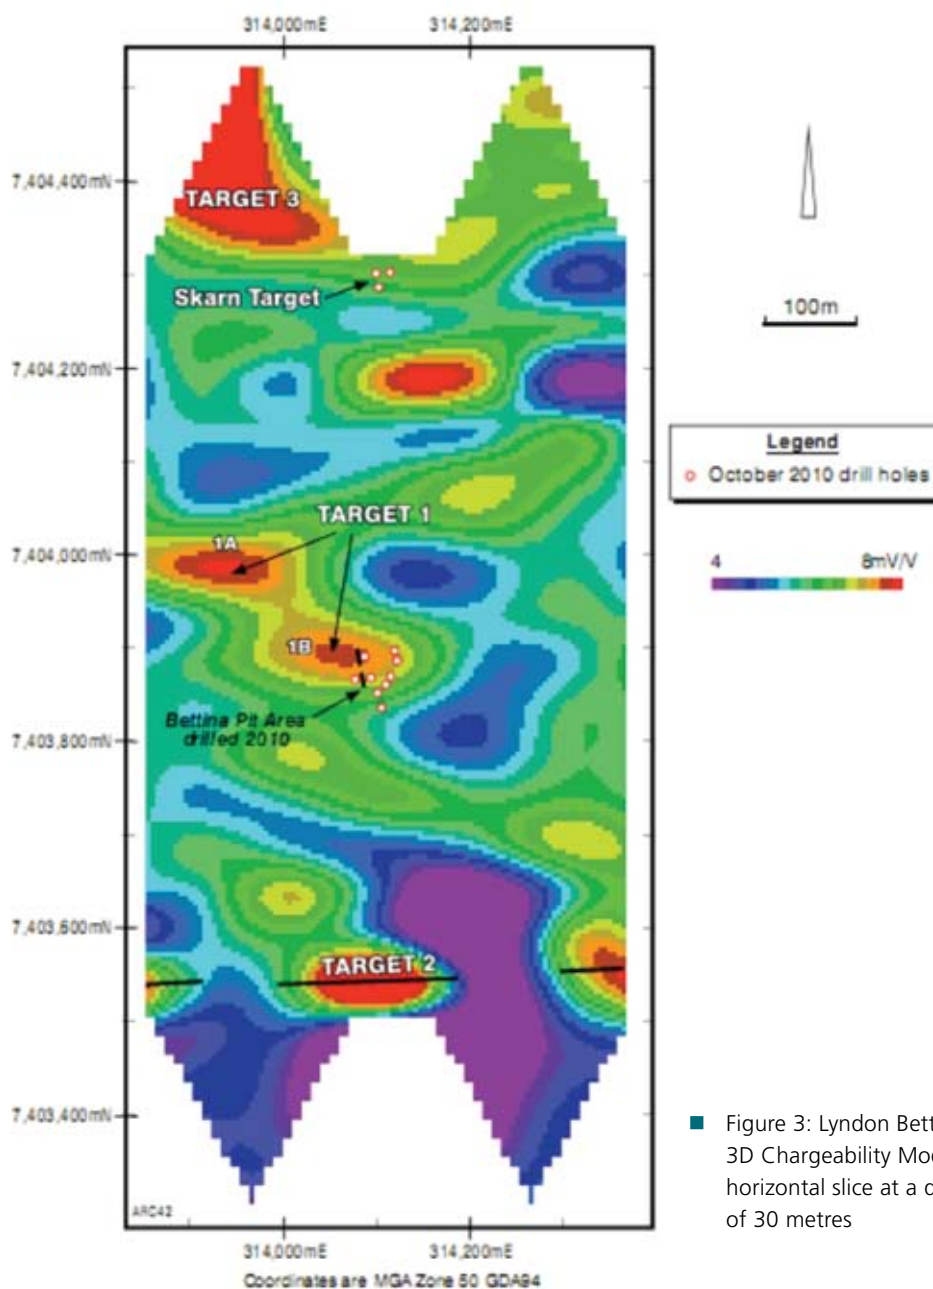 314,000mE 314,200mE
7,404,400mN
TARGET 3
Skarn Target
100m
7,404,200mN
Legend
October 2010 drill holes
TARGET 1
1A
7,404,000mN
4 8mV/V
1B
Bettina Pit Area
drilled 2010
7,403,800mN
7,403,600mN
TARGET 2
7,403,400mN
Figure 3: Lyndon Bett
3D Chargeability Mo
horizontal slice at a
of 30 metres
ARC42
314,000mE 314,200mE
Coordinates are MGA Zone 50 GDA94